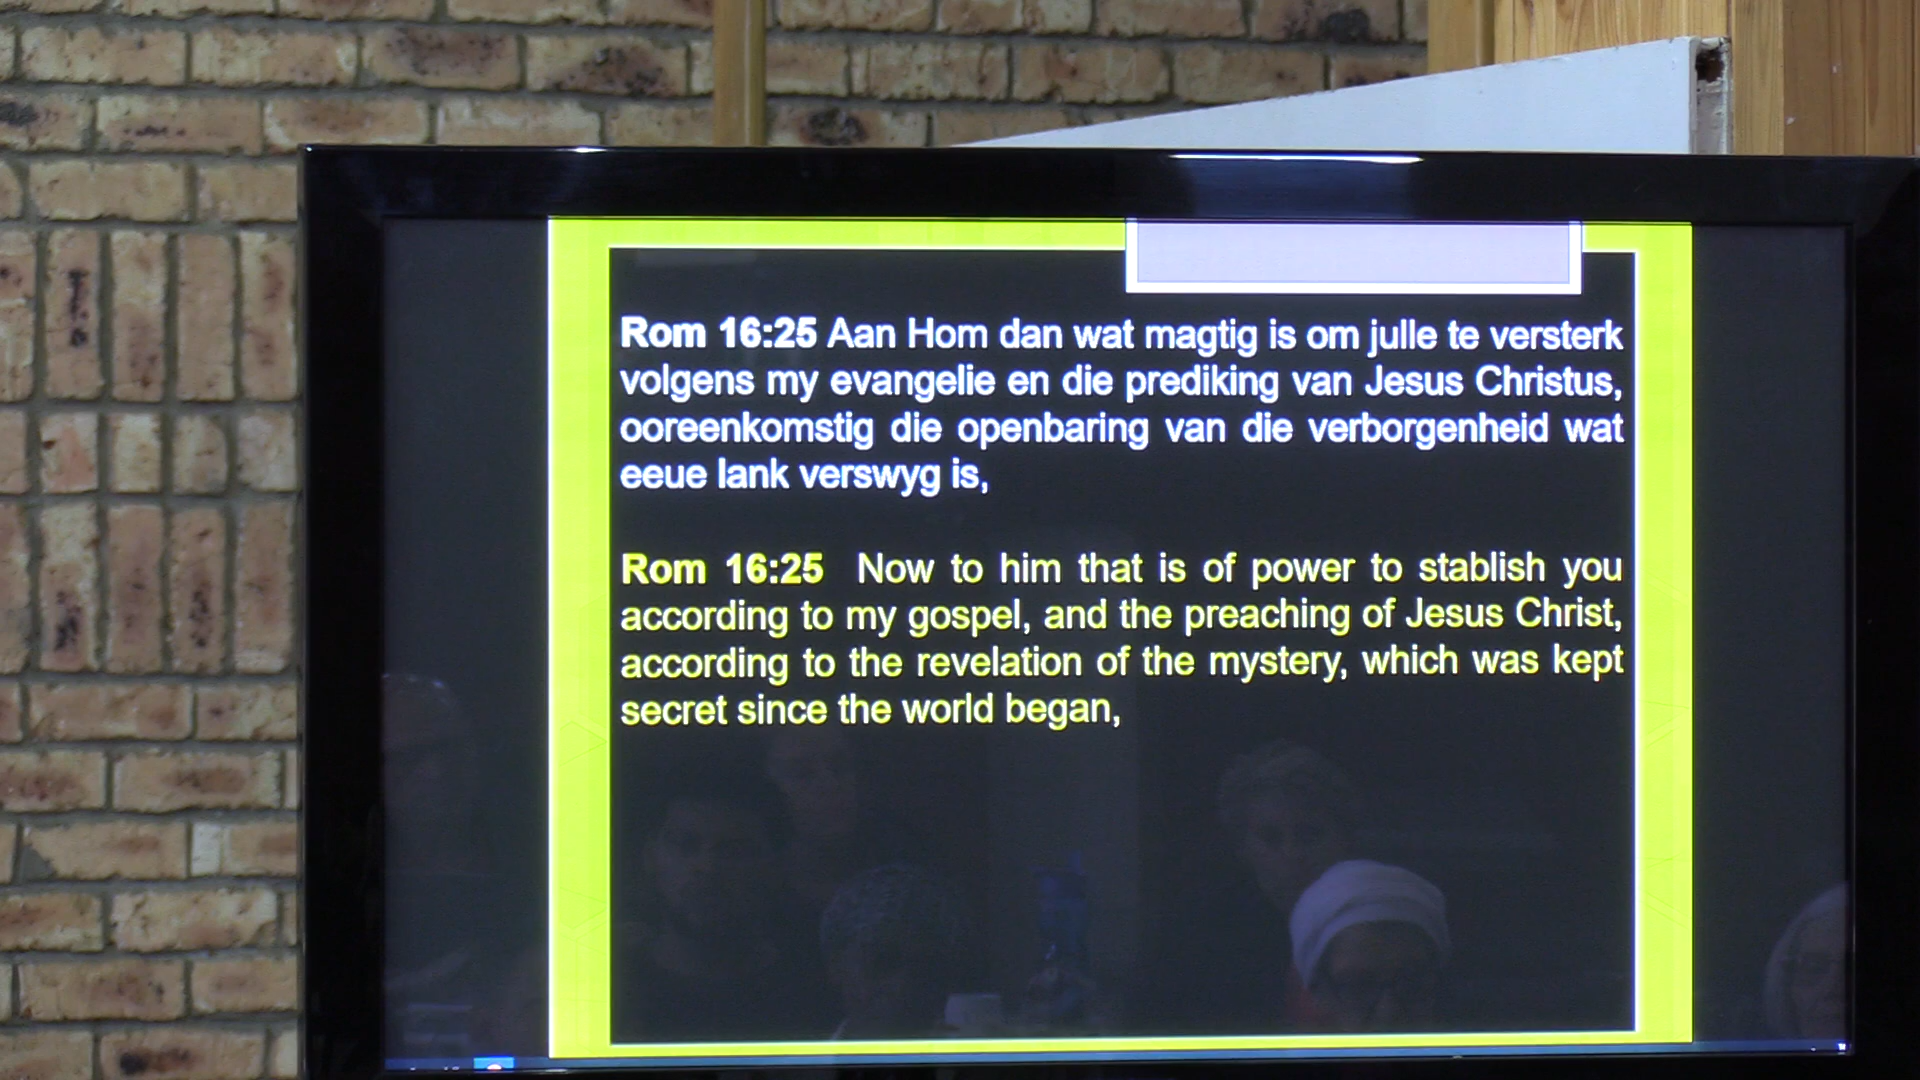 Rom 16:25 Aan Hom dan wat magtig is om julle te versterk
volgens my evangelie en die prediking van Jesus Christus,
ooreenkomstig die openbaring van die verborgenheid wat
eeue lank verswyg is,
Rom 16:25 Now to him that is of power to stablish you
according to my gospel, and the preaching of Jesus Christ,
according to the revelation of the mystery, which was kept
secret since the world began,